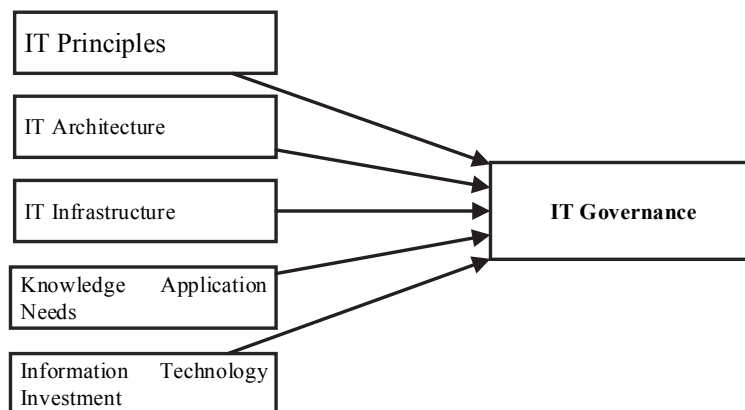 IT Principles
IT Architecture
IT Infrastructure
Knowledge Application
Needs
Information Technology
Investment
IT Governance